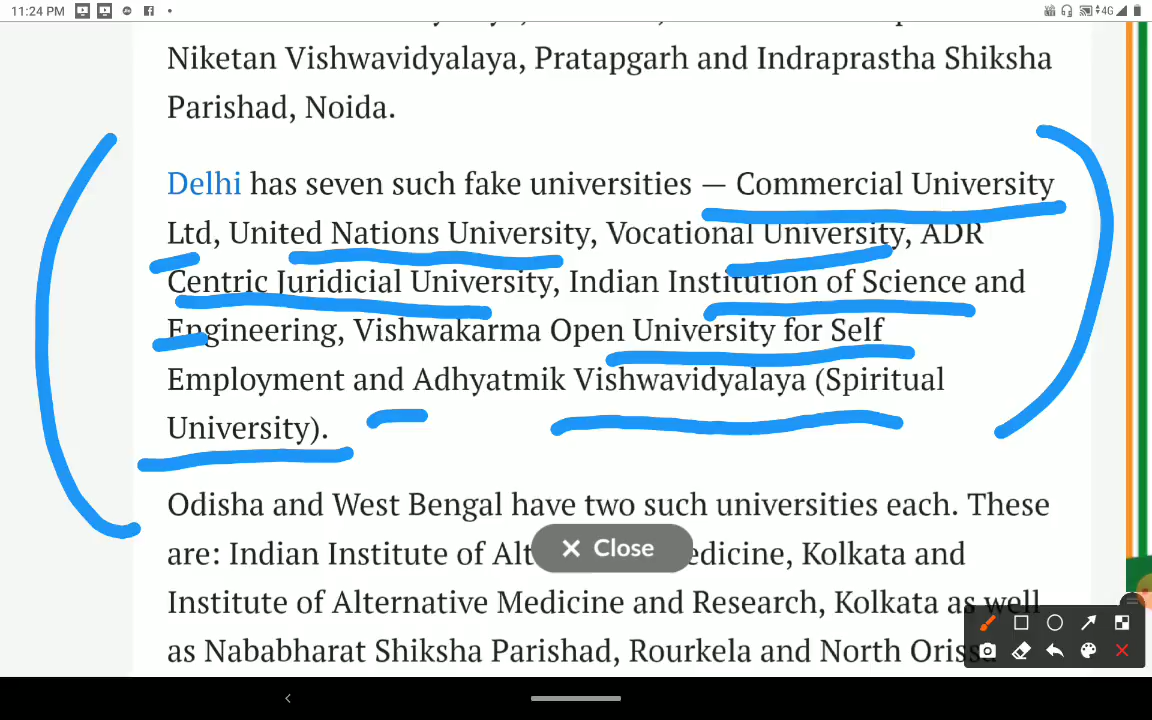 11:24 PM
4G
Niketan Vishwavidyalaya, Pratapgarh and Indraprastha Shiksha
Parishad, Noida.
Delhi has seven such fake universities — Commercial University
Ltd, United Nations University, Vocational University, ADR
Centric Juridicial University, Indian Institution of Science and
Engineering, Vishwakarma Open University for Self
Employment and Adhyatmik Vishwavidyalaya (Spiritual
University).
Odisha and West Bengal have two such universities each. These
are: Indian Institute of Alt edicine, Kolkata and
× Close
Institute of Alternative Medicine and Research, Kolkata as well
as Nababharat Shiksha Parishad, Rourkela and North Orissa